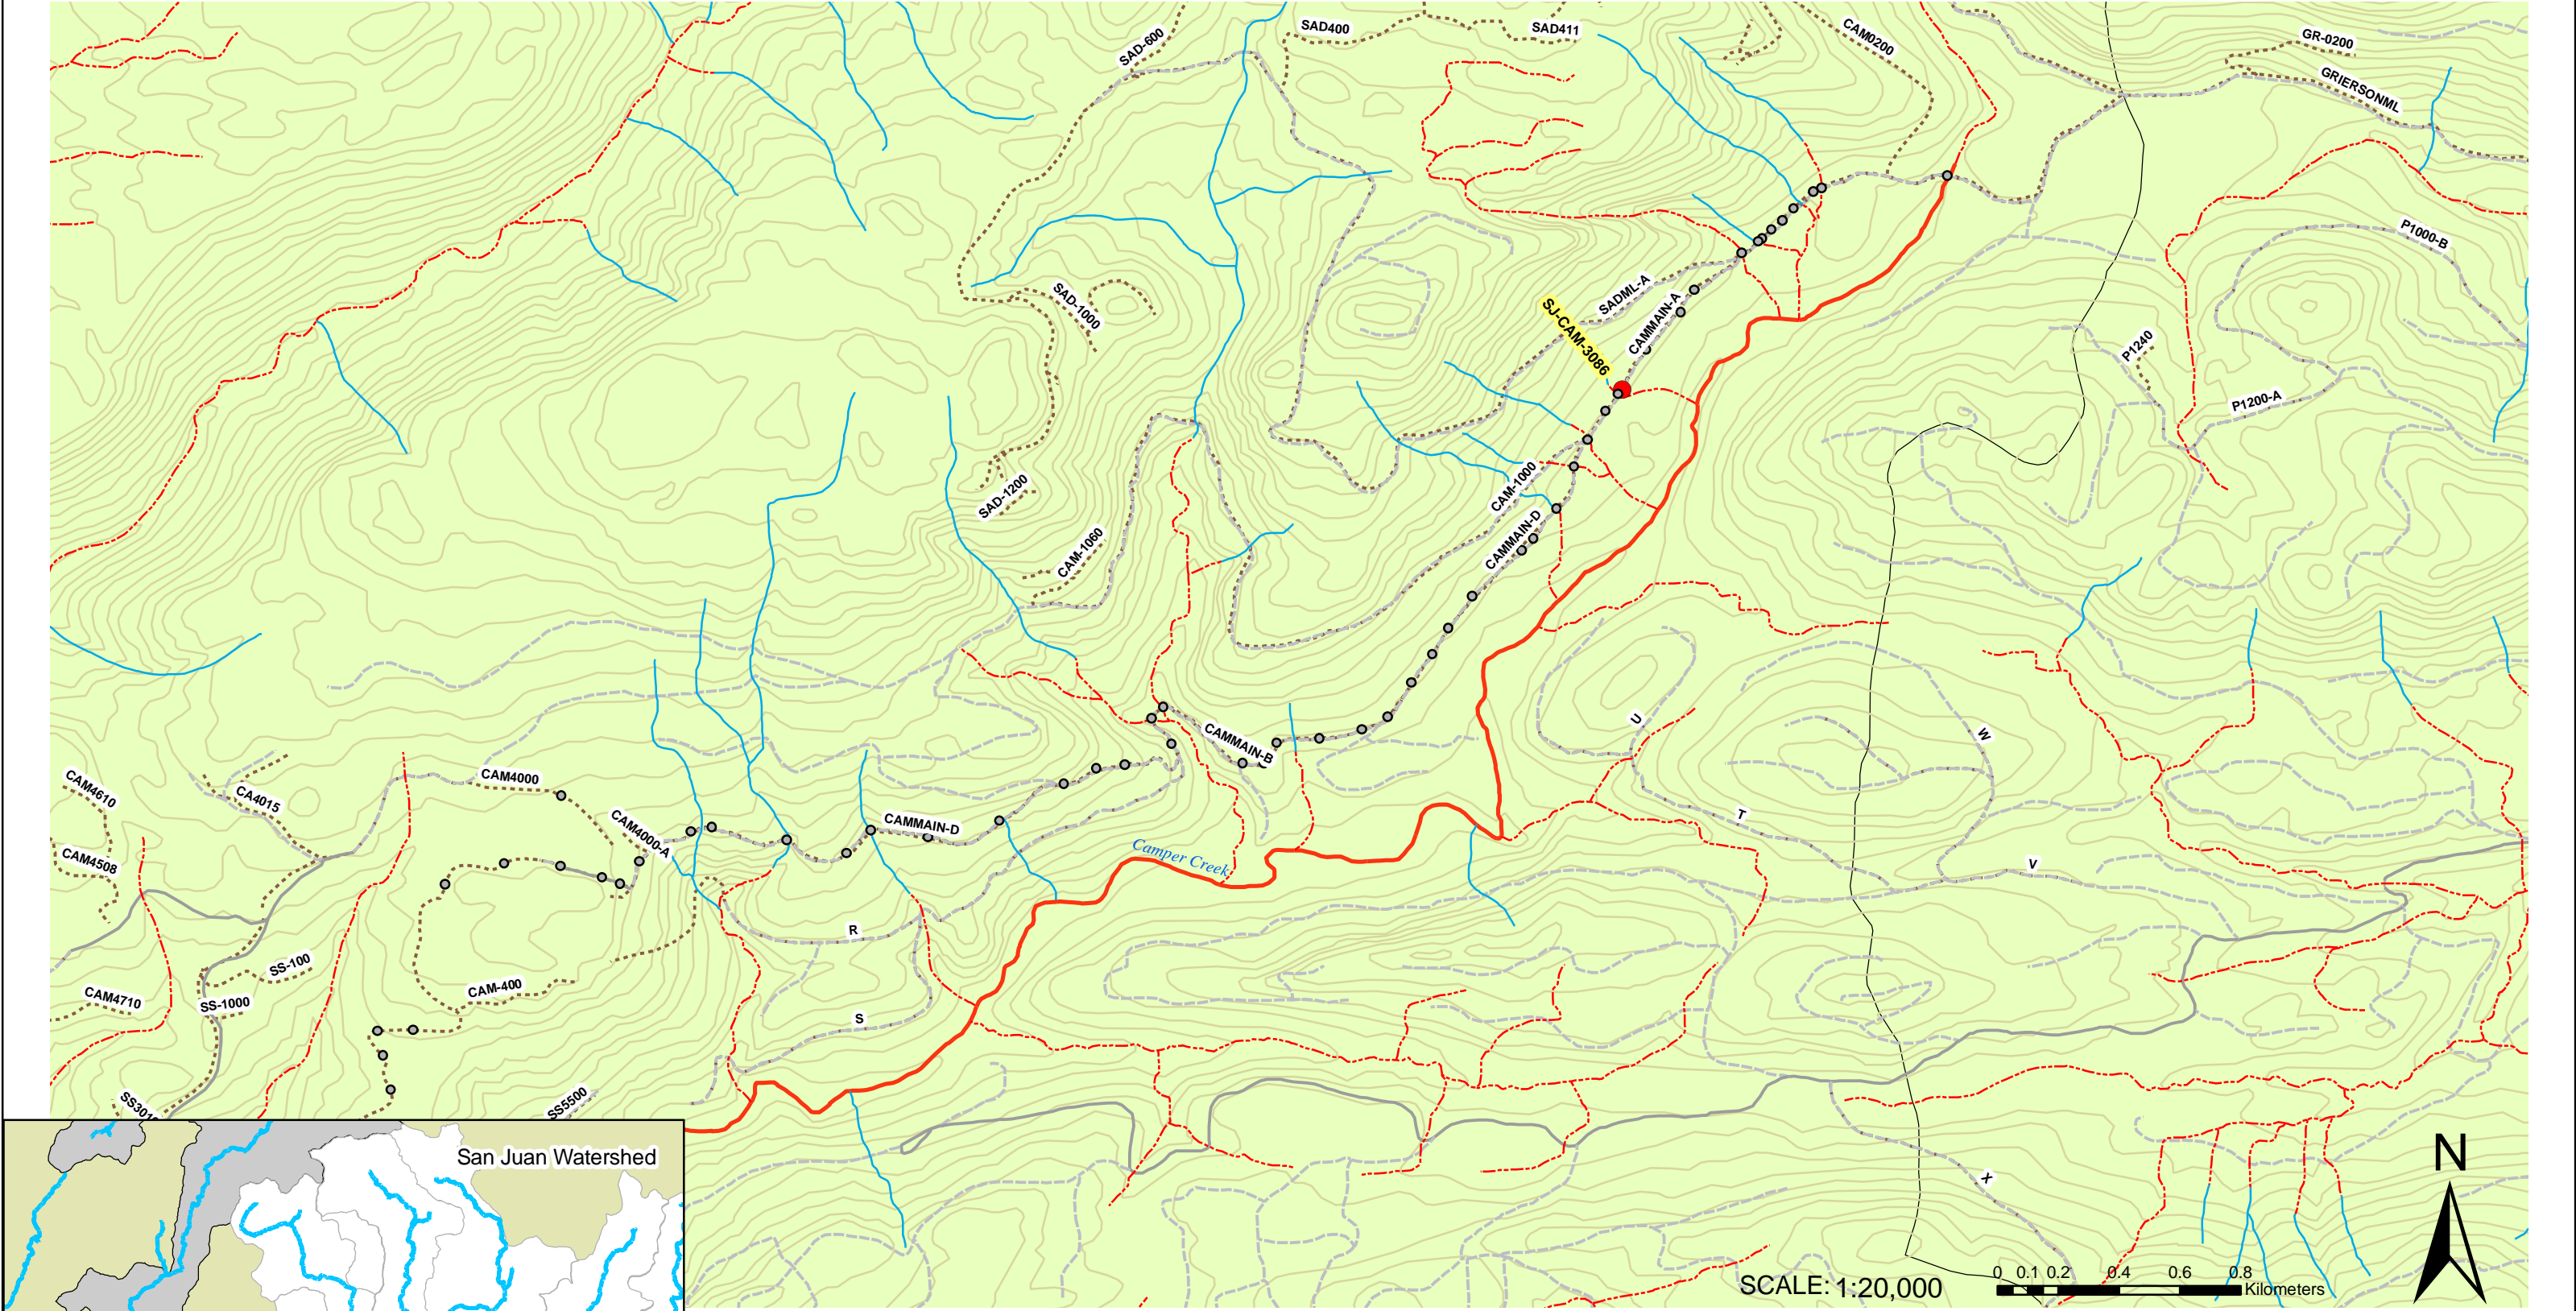 SAD-600
SAD400
SAD411
CAM0200
GR-0200
GRIERSONML
P1000-B
SAD-1000
SADML-A
CAMMAIN-A
SJ-CAM-3086
P1240
P1200-A
SAD-1200
CAM-1000
CAMMAIN-D
CAM-1060
U
W
CAMMAIN-B
CAM4610
CA4015
CAM4000
CAM4000-A
CAMMAIN-D
T
CAM4508
Camper Creek
V
R
SS-100
CAM-400
CAM4710
SS-1000
S
SS5500
San Juan Watershed
X
N
SCALE: 1:20,000
0 0.1 0.2 0.4 0.6 0.8
Kilometers